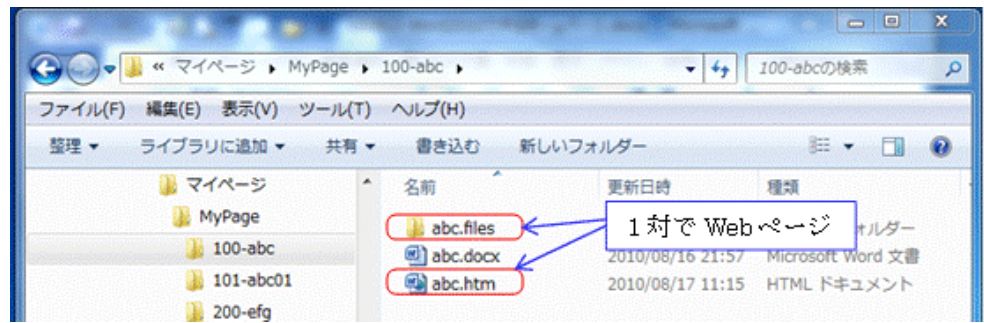 « マイページ ▸ MyPage ▸ 100-abc ▸
100-abcの検索
ファイル(F) 編集(E) 表示(V) ツール(T) ヘルプ(H)
整理 ▼ ライブラリに追加 ▼ 共有 ▼ 書き込む 新しいフォルダー
マイページ
MyPage
100-abc
101-abc01
200-efg
名前 更新日時 種類
abc.files ォルダー
1対で Webページ
abc.docx 2010/08/16 21:57 Microsoft Word 文書
abc.htm 2010/08/17 11:15 HTML ドキュメント